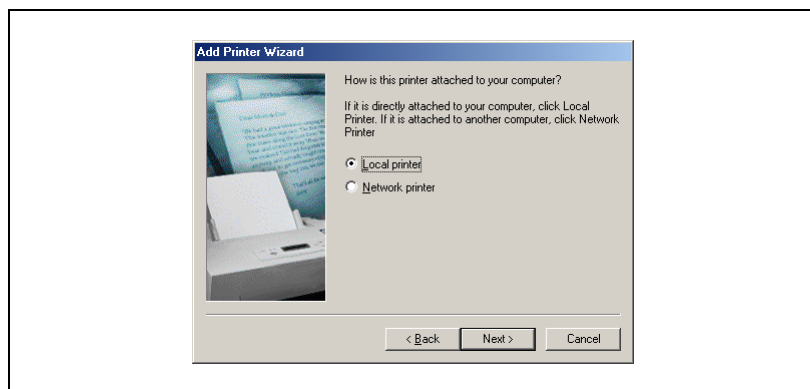 Add Printer Wizard
How is this printer attached to your computer?
If it is directly attached to your computer, click Local
Printer. If it is attached to another computer, click Network
Printer
Local printer
Network printer
< Back
Next >
Cancel